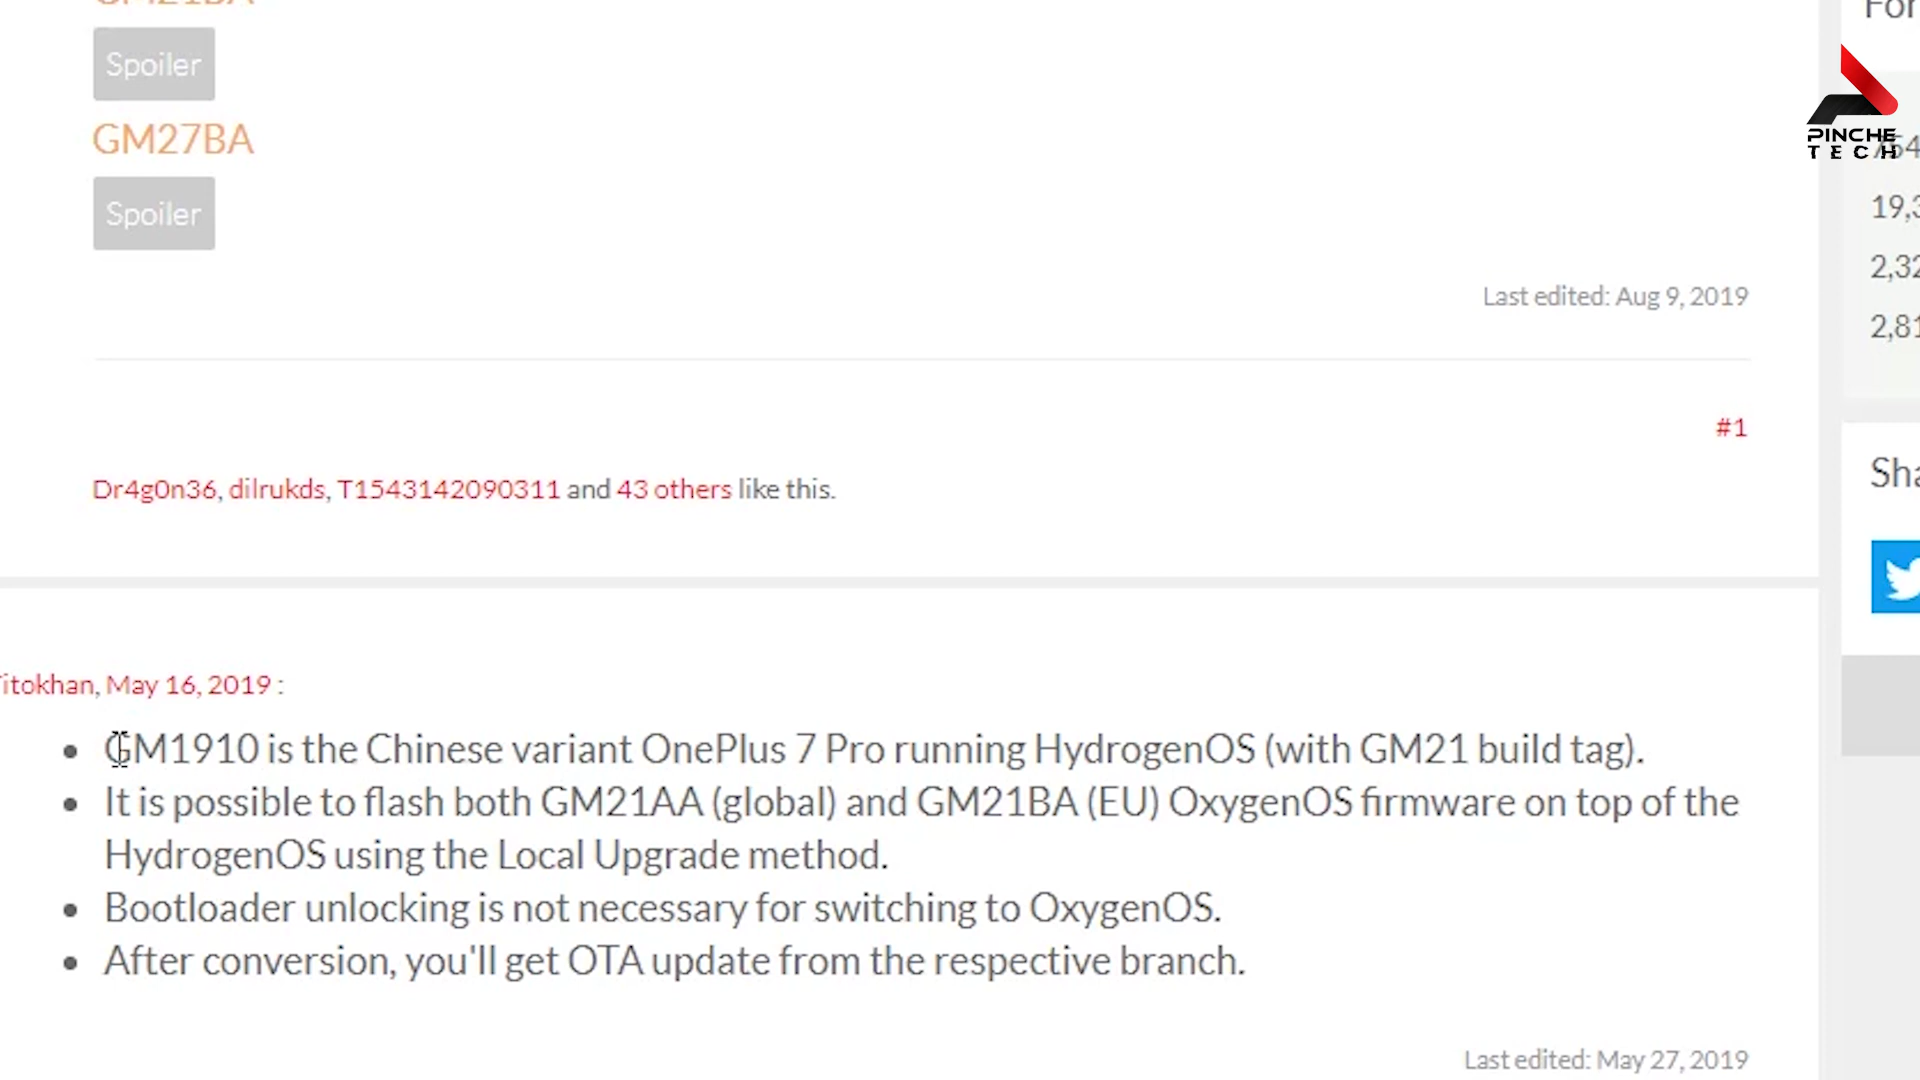 Spoiler
GM27BA
Spoiler
Last edited: Aug 9, 2019
#1
Dr4g0n36, dilrukds, T1543142090311 and 43 others like this.
itokhan, May 16, 2019 :
• GM1910 is the Chinese variant OnePlus 7 Pro running HydrogenOS (with GM21 build tag).
• It is possible to flash both GM21AA (global) and GM21BA (EU) OxygenOS firmware on top of the
HydrogenOS using the Local Upgrade method.
• Bootloader unlocking is not necessary for switching to OxygenOS.
• After conversion, you'll get OTA update from the respective branch.
Last edited: May 27, 2019
PINCHE
TECH
19,3
2,32
2,81
Sha